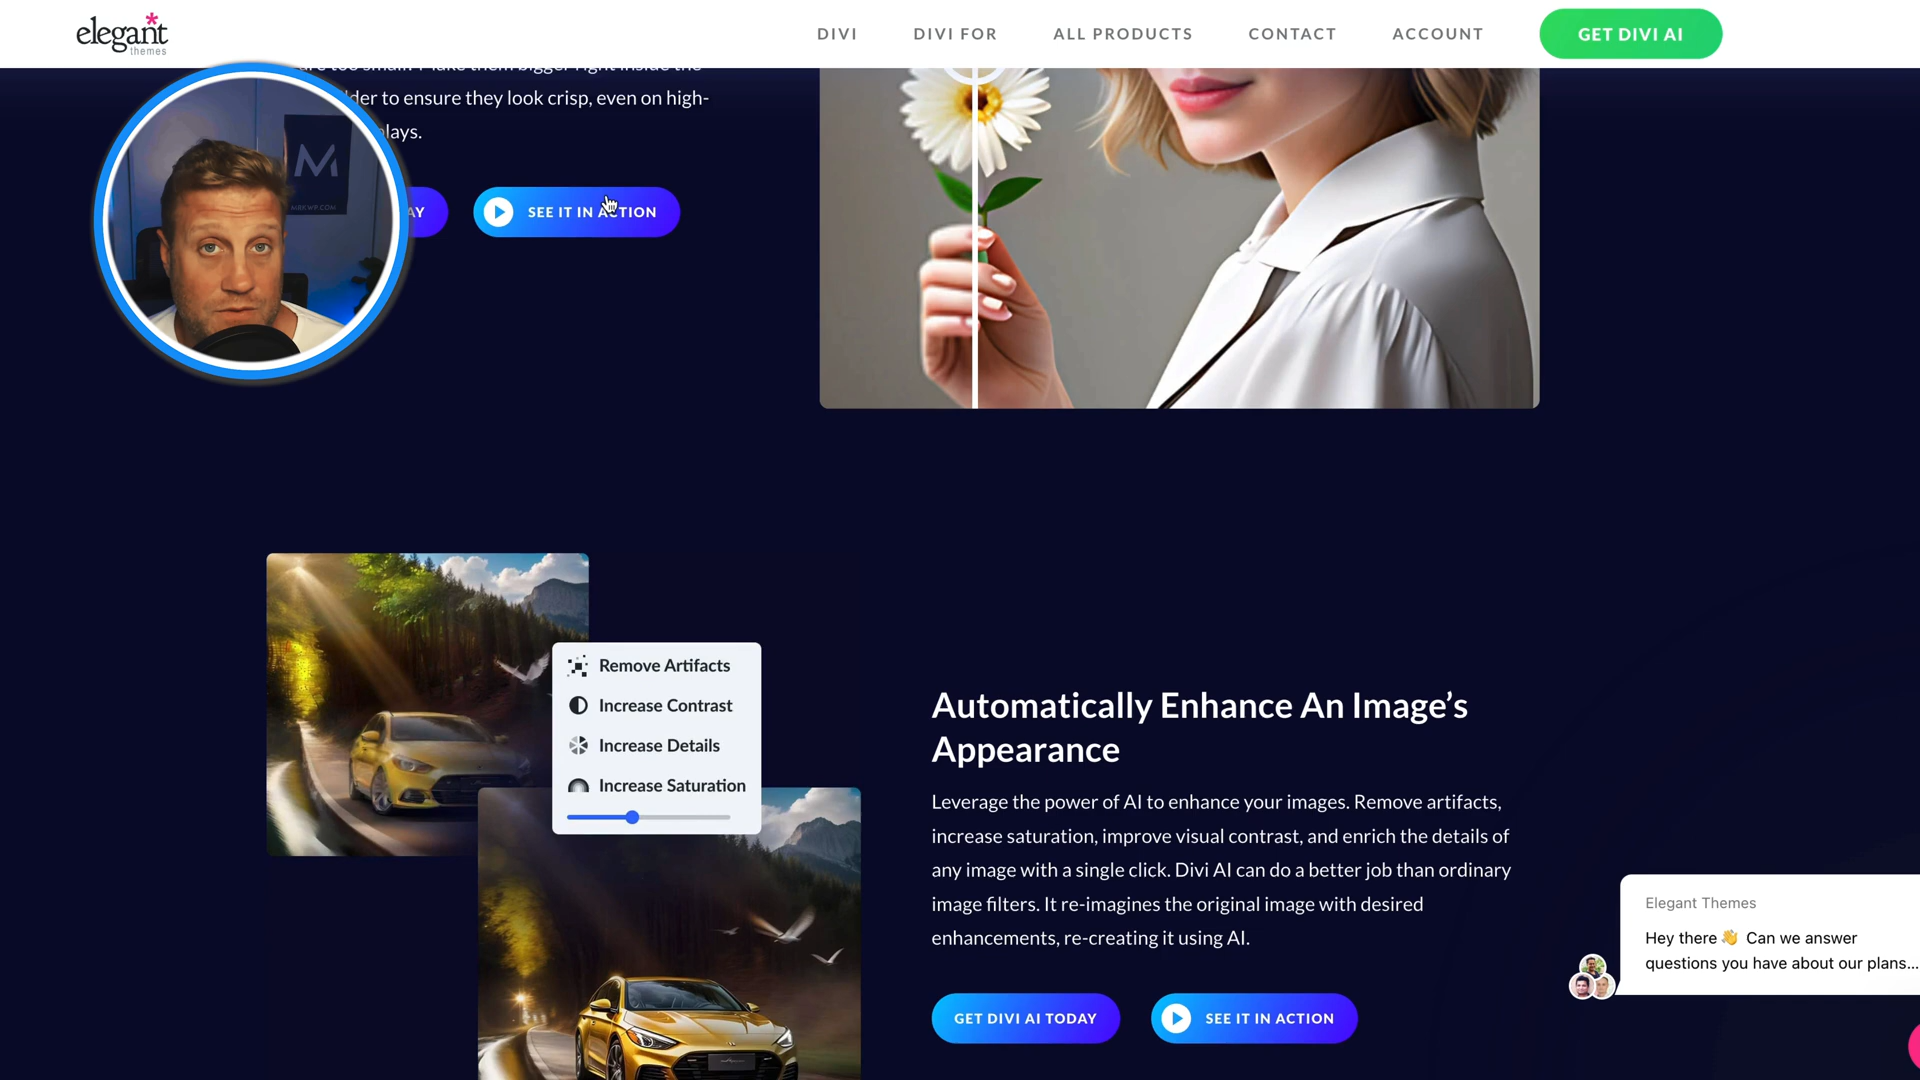 elegant
themes
DIVI
DIVI FOR
ALL PRODUCTS
CONTACT
ACCOUNT
GET DIVI AI
bigger right inside the
to ensure they look crisp, even on high-
SEE IT IN ACTION
M
Remove Artifacts
Increase Contrast
Increase Details
Increase Saturation
Automatically Enhance An Image’s
Appearance
Leverage the power of AI to enhance your images. Remove artifacts,
increase saturation, improve visual contrast, and enrich the details of
any image with a single click. Divi AI can do a better job than ordinary
image filters. It re-imagines the original image with desired
enhancements, re-creating it using AI.
GET DIVI AI TODAY
SEE IT IN ACTION
Elegant Themes
Hey there 👋 Can we answer
questions you have about our plans...